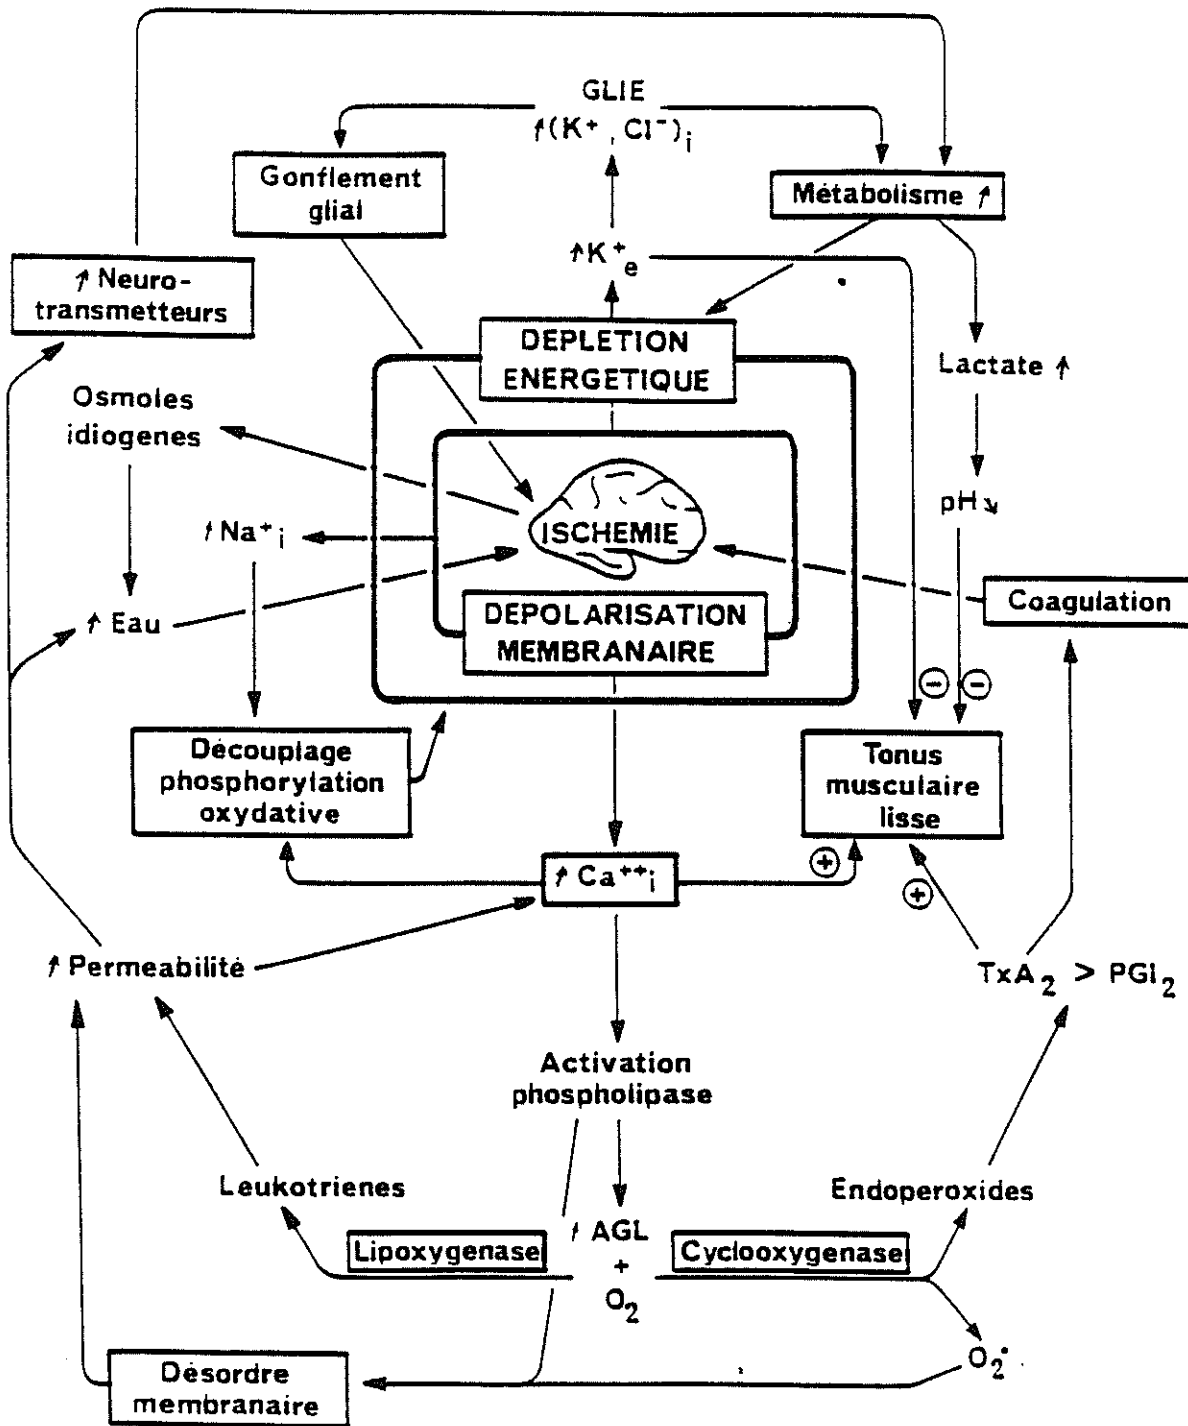 GLIE
↑(K⁺, Cl⁻)i
Gonflement
glial
Métabolisme ↑
↑K⁺e
↑ Neuro-
transmetteurs
DEPLETION
ENERGETIQUE
Lactate ↑
Osmoles
idiogenes
pH ↘
↑Na⁺i
ISCHEMIE
Coagulation
↑ Eau
DEPOLARISATION
MEMBRANAIRE
− −
Découplage
phosphorylation
oxydative
Tonus
musculaire
lisse
+
↑ Ca⁺⁺i
+
↑ Permeabilité
TxA₂ > PGI₂
Activation
phospholipase
Leukotrienes
Endoperoxides
Lipoxygenase
↑ AGL
+
O₂
Cyclooxygenase
O₂•
Désordre
membranaire